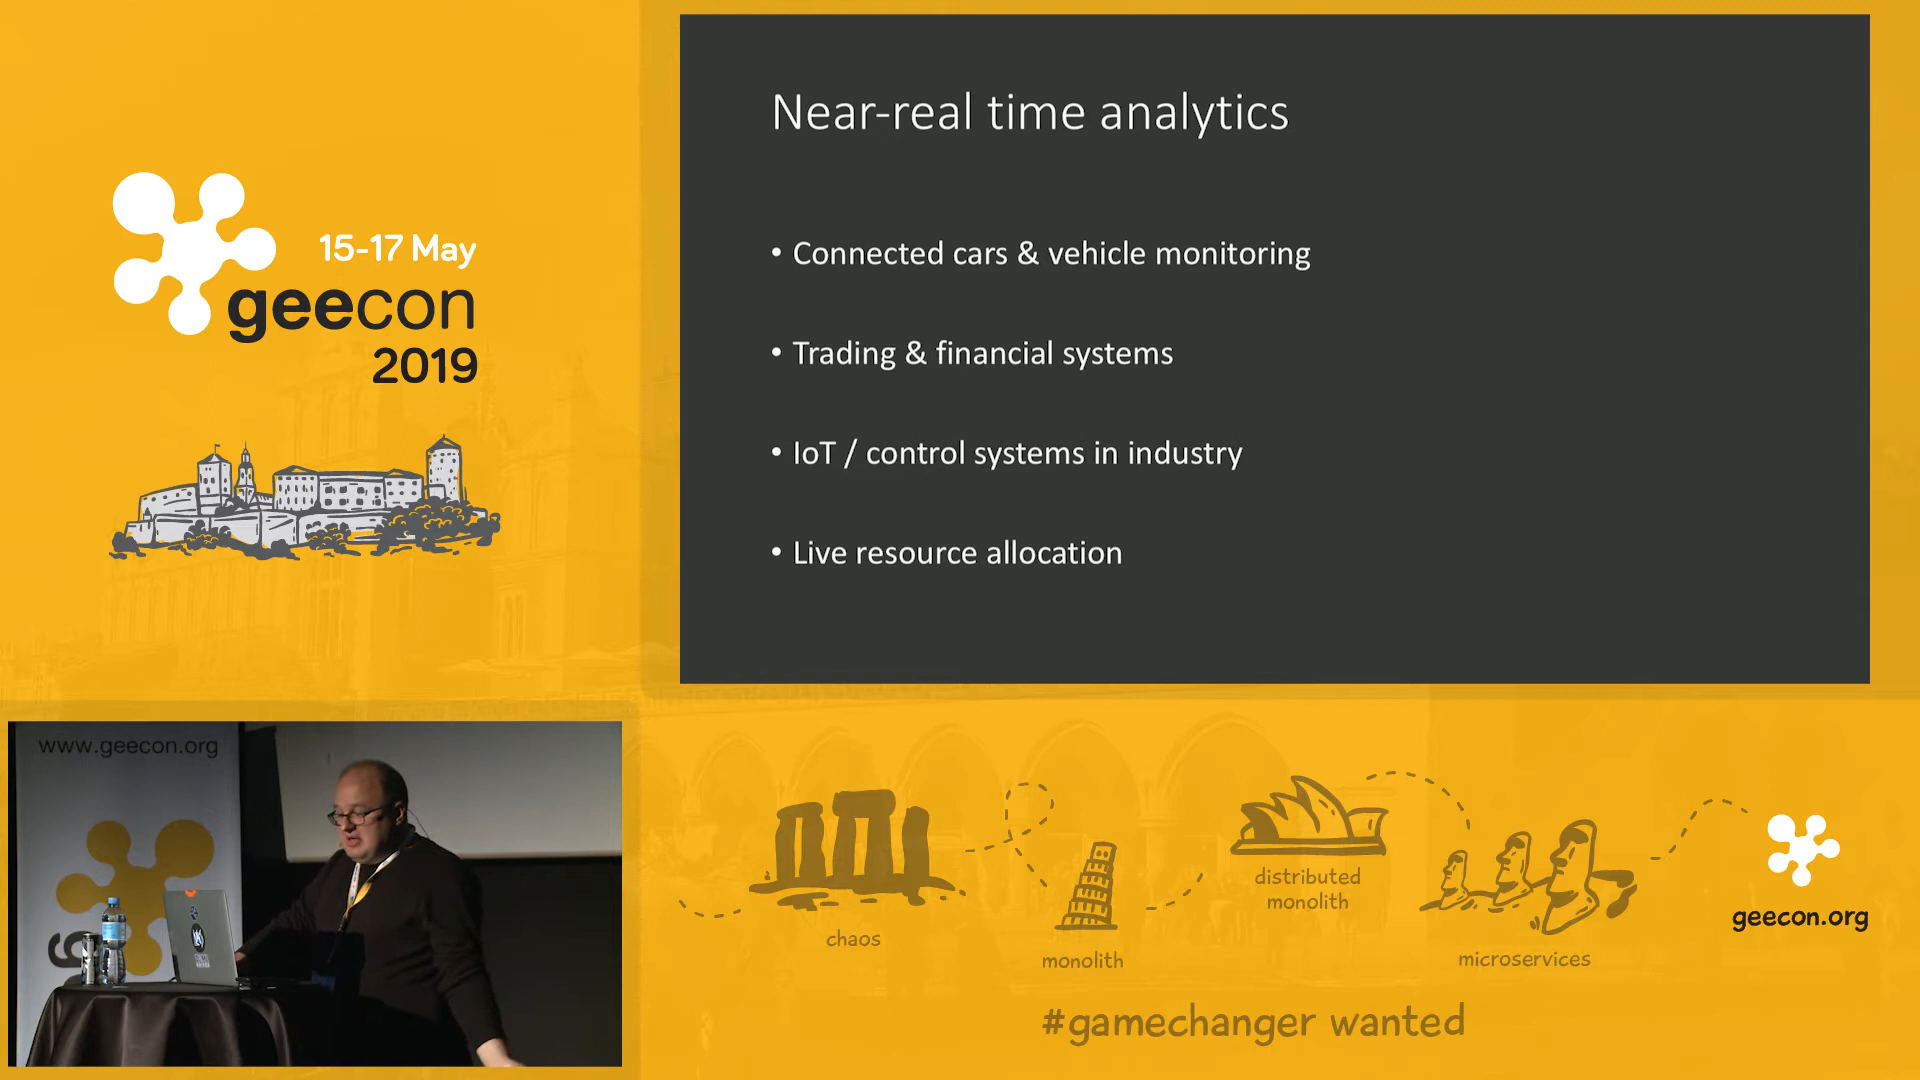 15-17 May
geecon
2019
Near-real time analytics
• Connected cars & vehicle monitoring
• Trading & financial systems
• IoT / control systems in industry
• Live resource allocation
www.geecon.org
chaos
monolith
distributed
monolith
microservices
geecon.org
#gamechanger wanted